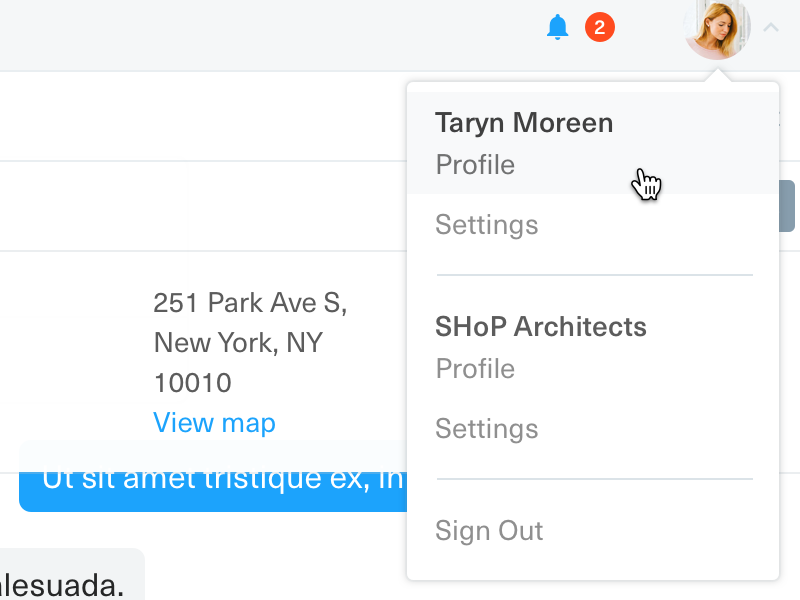 2
Taryn Moreen
Profile
Settings
SHoP Architects
Profile
Settings
Sign Out
251 Park Ave S,
New York, NY
10010
View map
Ut sit amet tristique ex, in
alesuada.